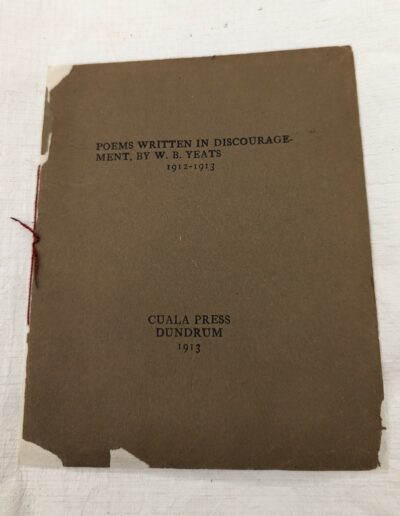 POEMS WRITTEN IN DISCOURAGE-
MENT, BY W. B. YEATS
1912-1913
CUALA PRESS
DUNDRUM
1913